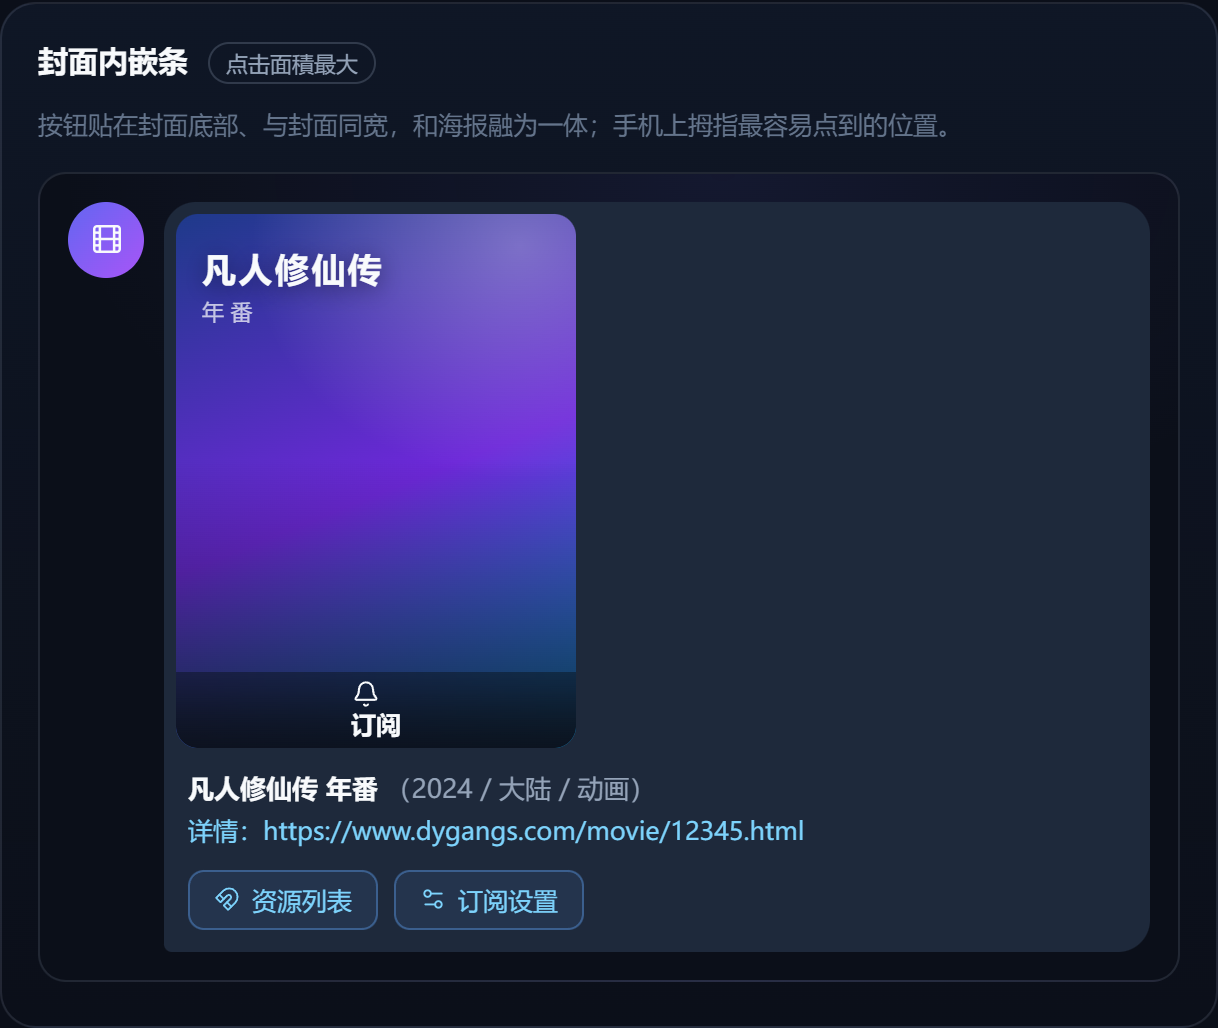 封面内嵌条 点击面積最大
按钮贴在封面底部、与封面同宽，和海报融为一体；手机上拇指最容易点到的位置。
凡人修仙传
年 番
订阅
凡人修仙传 年番 （2024 / 大陆 / 动画）
详情：https://www.dygangs.com/movie/12345.html
资源列表 订阅设置